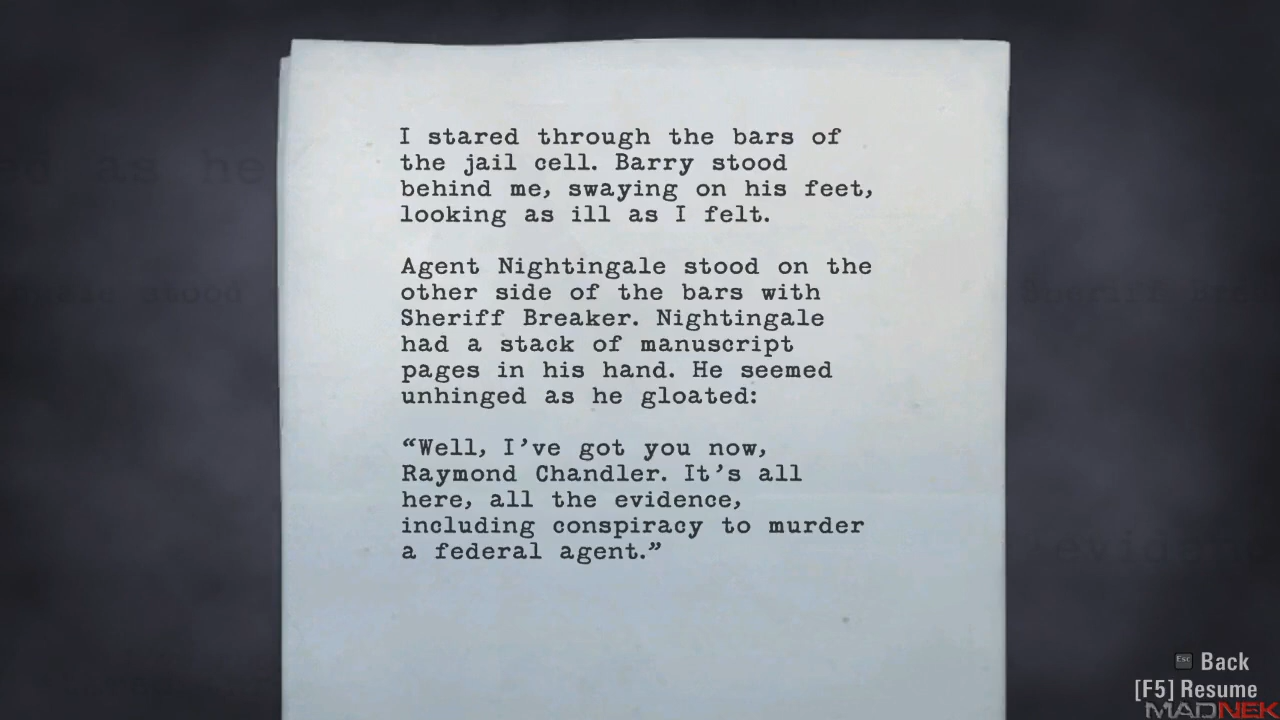 I stared through the bars of
the jail cell. Barry stood
behind me, swaying on his feet,
looking as ill as I felt.
Agent Nightingale stood on the
other side of the bars with
Sheriff Breaker. Nightingale
had a stack of manuscript
pages in his hand. He seemed
unhinged as he gloated:
“Well, I’ve got you now,
Raymond Chandler. It’s all
here, all the evidence,
including conspiracy to murder
a federal agent.”
Esc Back
[F5] Resume
MADNEK